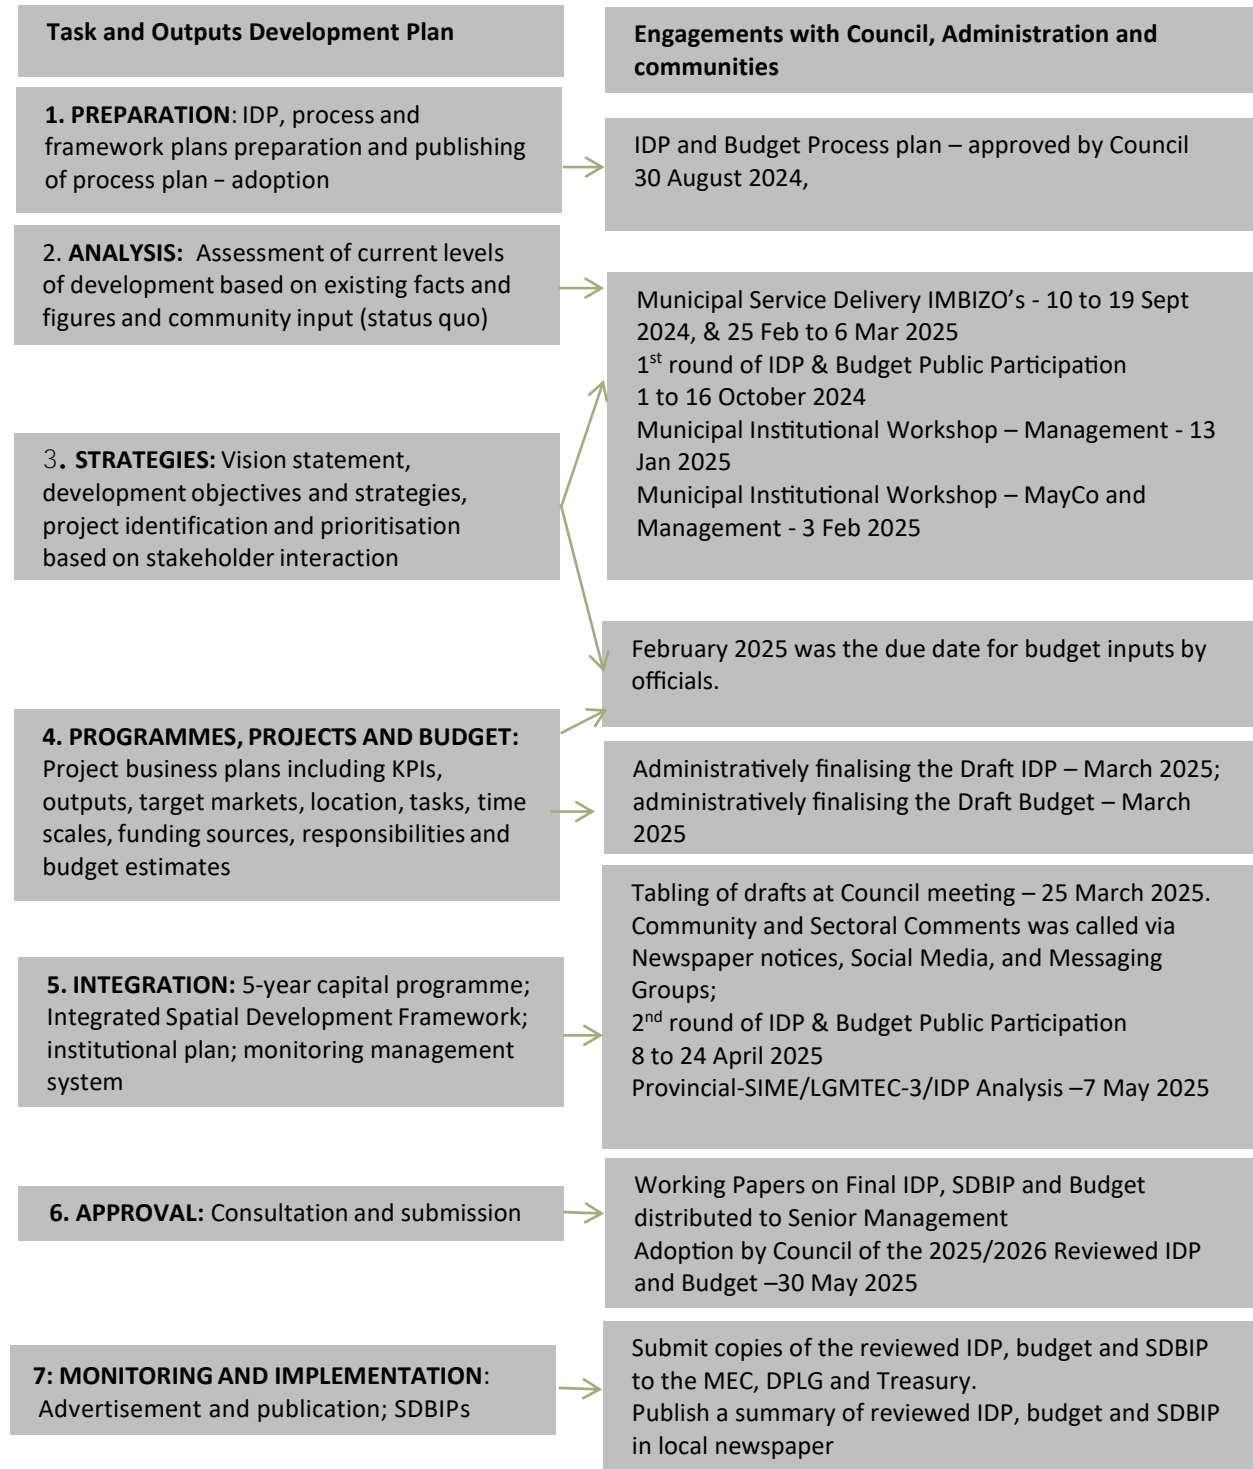 Task and Outputs Development Plan
Engagements with Council, Administration and
communities
1. PREPARATION: IDP, process and
framework plans preparation and publishing
of process plan – adoption
IDP and Budget Process plan – approved by Council
30 August 2024,
2. ANALYSIS: Assessment of current levels
of development based on existing facts and
figures and community input (status quo)
Municipal Service Delivery IMBIZO’s - 10 to 19 Sept
2024, & 25 Feb to 6 Mar 2025
1st round of IDP & Budget Public Participation
1 to 16 October 2024
Municipal Institutional Workshop – Management - 13
Jan 2025
Municipal Institutional Workshop – MayCo and
Management - 3 Feb 2025
3. STRATEGIES: Vision statement,
development objectives and strategies,
project identification and prioritisation
based on stakeholder interaction
February 2025 was the due date for budget inputs by
officials.
4. PROGRAMMES, PROJECTS AND BUDGET:
Project business plans including KPIs,
outputs, target markets, location, tasks, time
scales, funding sources, responsibilities and
budget estimates
Administratively finalising the Draft IDP – March 2025;
administratively finalising the Draft Budget – March
2025
Tabling of drafts at Council meeting – 25 March 2025.
Community and Sectoral Comments was called via
Newspaper notices, Social Media, and Messaging
Groups;
2nd round of IDP & Budget Public Participation
8 to 24 April 2025
Provincial-SIME/LGMTEC-3/IDP Analysis –7 May 2025
5. INTEGRATION: 5-year capital programme;
Integrated Spatial Development Framework;
institutional plan; monitoring management
system
6. APPROVAL: Consultation and submission
Working Papers on Final IDP, SDBIP and Budget
distributed to Senior Management
Adoption by Council of the 2025/2026 Reviewed IDP
and Budget –30 May 2025
7: MONITORING AND IMPLEMENTATION:
Advertisement and publication; SDBIPs
Submit copies of the reviewed IDP, budget and SDBIP
to the MEC, DPLG and Treasury.
Publish a summary of reviewed IDP, budget and SDBIP
in local newspaper